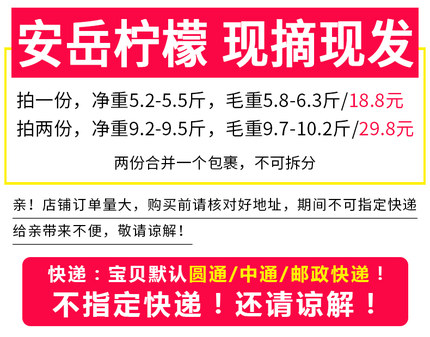 安岳柠檬 现摘现发
拍一份，净重5.2-5.5斤，毛重5.8-6.3斤/18.8元
拍两份，净重9.2-9.5斤，毛重9.7-10.2斤/29.8元
两份合并一个包裹，不可拆分
亲！店铺订单量大，购买前请核对好地址，期间不可指定快递
给亲带来不便，敬请谅解！
快递：宝贝默认圆通/中通/邮政快递！
不指定快递！还请谅解！